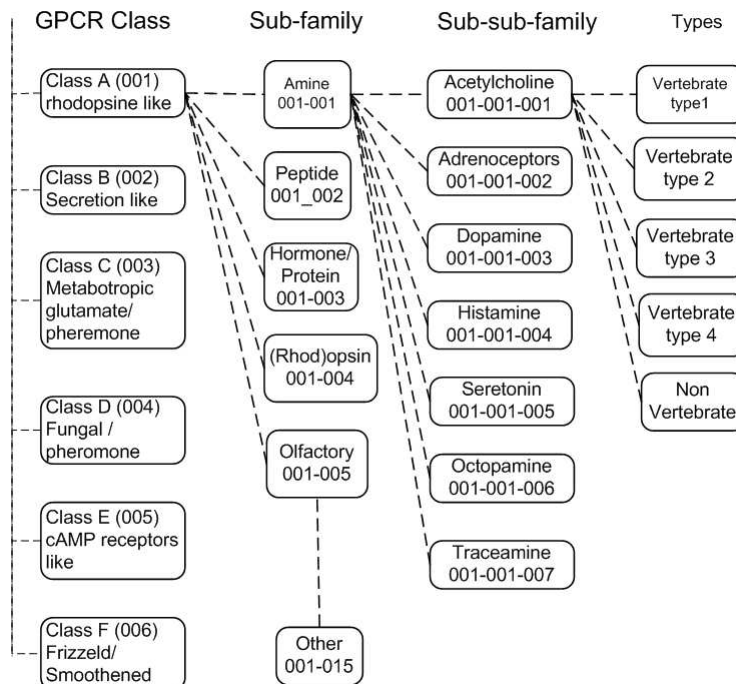 GPCR Class
Sub-family
Sub-sub-family
Types
Class A (001)
rhodopsine like
Class B (002)
Secretion like
Class C (003)
Metabotropic
glutamate/
pheremone
Class D (004)
Fungal /
pheromone
Class E (005)
cAMP receptors
like
Class F (006)
Frizzeld/
Smoothened
Amine
001-001
Peptide
001_002
Hormone/
Protein
001-003
(Rhod)opsin
001-004
Olfactory
001-005
Other
001-015
Acetylcholine
001-001-001
Adrenoceptors
001-001-002
Dopamine
001-001-003
Histamine
001-001-004
Seretonin
001-001-005
Octopamine
001-001-006
Traceamine
001-001-007
Vertebrate
type1
Vertebrate
type 2
Vertebrate
type 3
Vertebrate
type 4
Non
Vertebrate